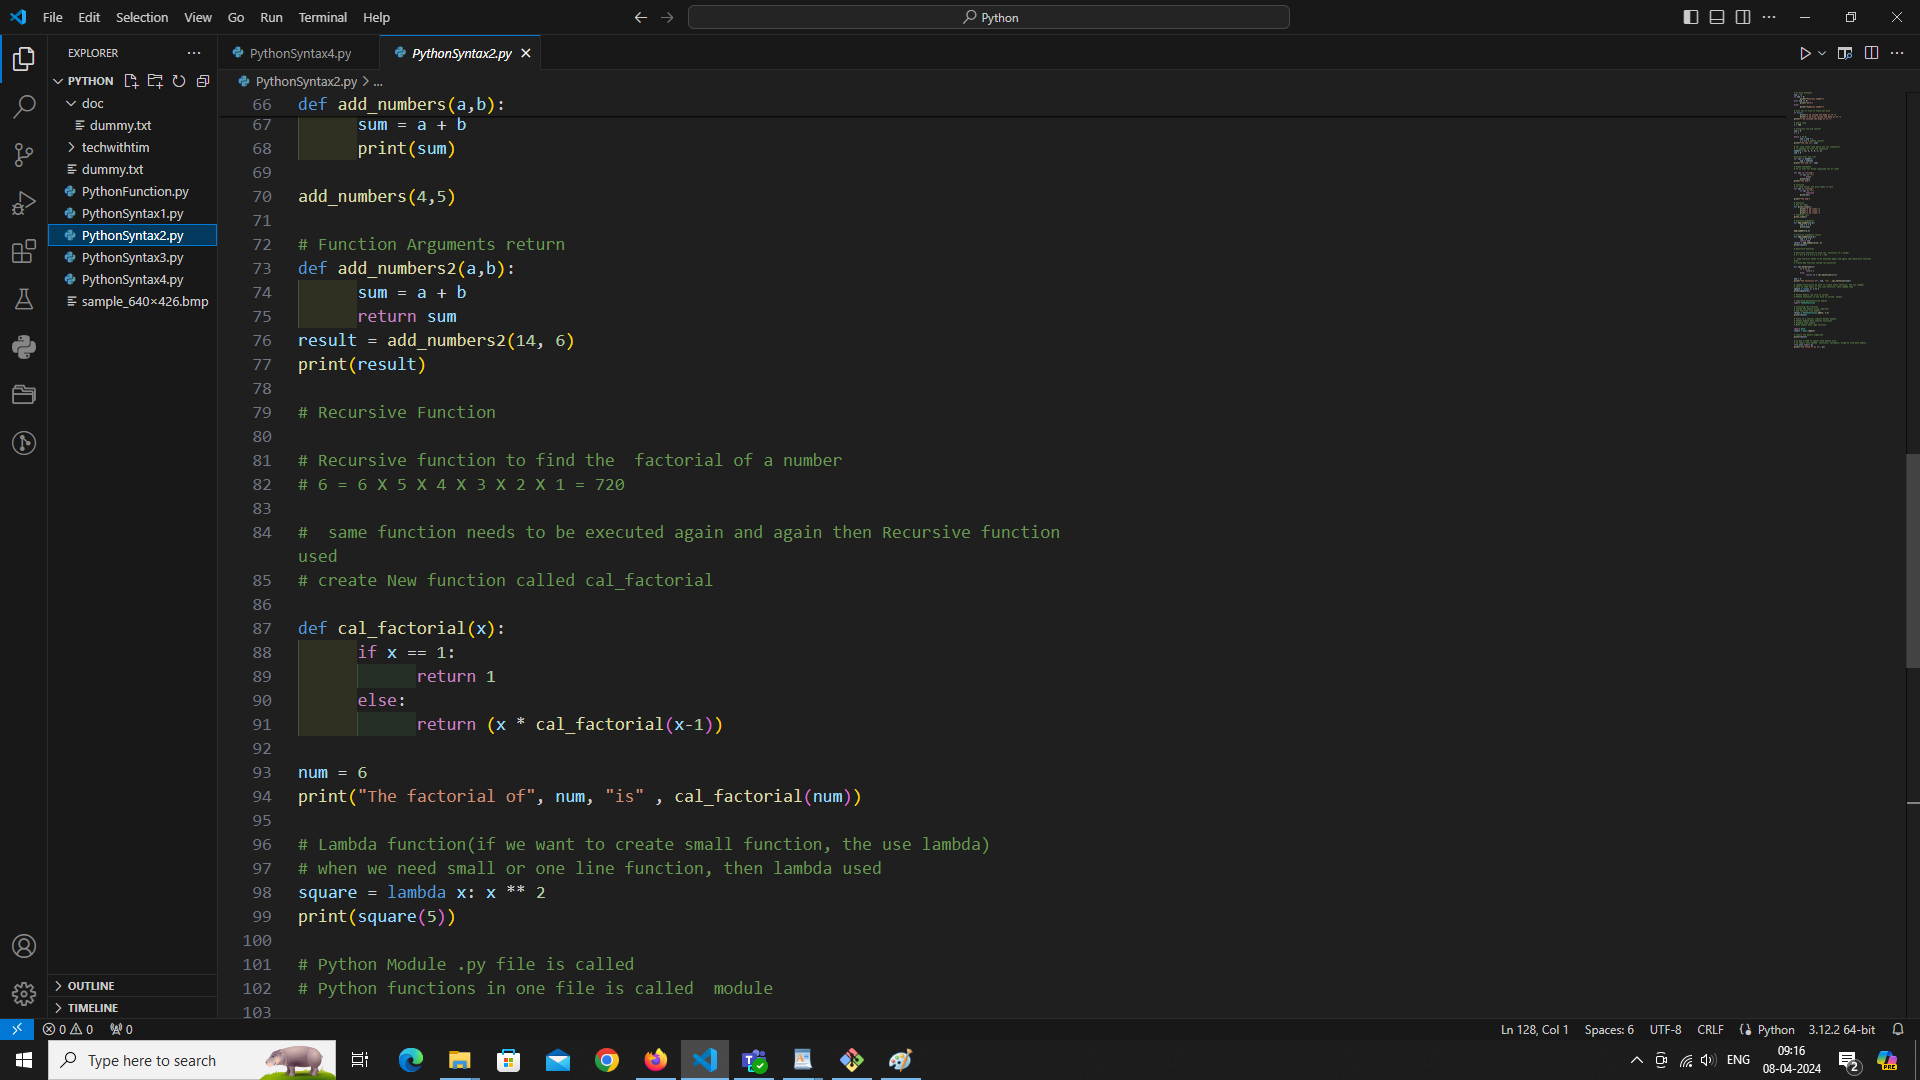 File Edit Selection View Go Run Terminal Help
Python
EXPLORER
PYTHON
doc
dummy.txt
techwithtim
dummy.txt
PythonFunction.py
PythonSyntax1.py
PythonSyntax2.py
PythonSyntax3.py
PythonSyntax4.py
sample_640×426.bmp
OUTLINE
TIMELINE
PythonSyntax4.py PythonSyntax2.py
PythonSyntax2.py > ...
66 def add_numbers(a,b):
67 sum = a + b
68 print(sum)
69
70 add_numbers(4,5)
71
72 # Function Arguments return
73 def add_numbers2(a,b):
74 sum = a + b
75 return sum
76 result = add_numbers2(14, 6)
77 print(result)
78
79 # Recursive Function
80
81 # Recursive function to find the  factorial of a number
82 # 6 = 6 X 5 X 4 X 3 X 2 X 1 = 720
83
84 #  same function needs to be executed again and again then Recursive function
used
85 # create New function called cal_factorial
86
87 def cal_factorial(x):
88 if x == 1:
89 return 1
90 else:
91 return (x * cal_factorial(x-1))
92
93 num = 6
94 print("The factorial of", num, "is" , cal_factorial(num))
95
96 # Lambda function(if we want to create small function, the use lambda)
97 # when we need small or one line function, then lambda used
98 square = lambda x: x ** 2
99 print(square(5))
100
101 # Python Module .py file is called
102 # Python functions in one file is called  module
103
0 0 0 Ln 128, Col 1 Spaces: 6 UTF-8 CRLF Python 3.12.2 64-bit
Type here to search
ENG
09:16
08-04-2024
2